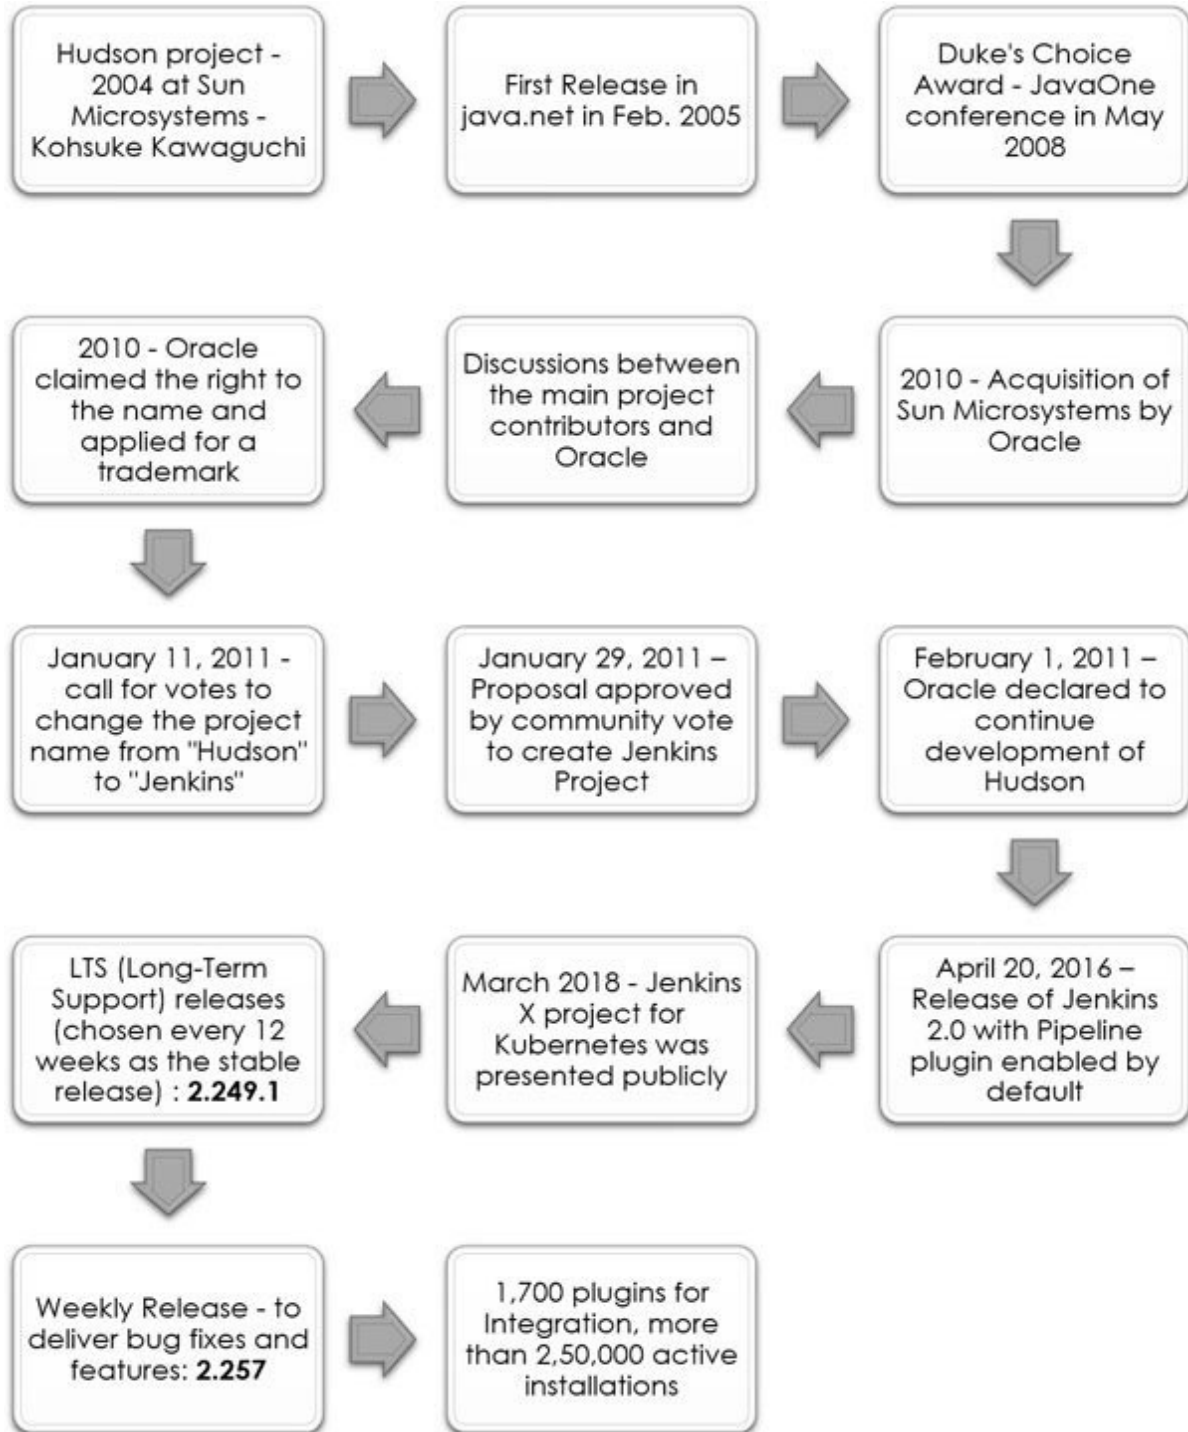 Hudson project -
2004 at Sun
Microsystems -
Kohsuke Kawaguchi
First Release in
java.net in Feb. 2005
Duke's Choice
Award - JavaOne
conference in May
2008
2010 - Acquisition of
Sun Microsystems by
Oracle
Discussions between
the main project
contributors and
Oracle
2010 - Oracle
claimed the right to
the name and
applied for a
trademark
January 11, 2011 -
call for votes to
change the project
name from "Hudson"
to "Jenkins"
January 29, 2011 –
Proposal approved
by community vote
to create Jenkins
Project
February 1, 2011 –
Oracle declared to
continue
development of
Hudson
April 20, 2016 –
Release of Jenkins
2.0 with Pipeline
plugin enabled by
default
March 2018 - Jenkins
X project for
Kubernetes was
presented publicly
LTS (Long-Term
Support) releases
(chosen every 12
weeks as the stable
release) : 2.249.1
Weekly Release - to
deliver bug fixes and
features: 2.257
1,700 plugins for
Integration, more
than 2,50,000 active
installations